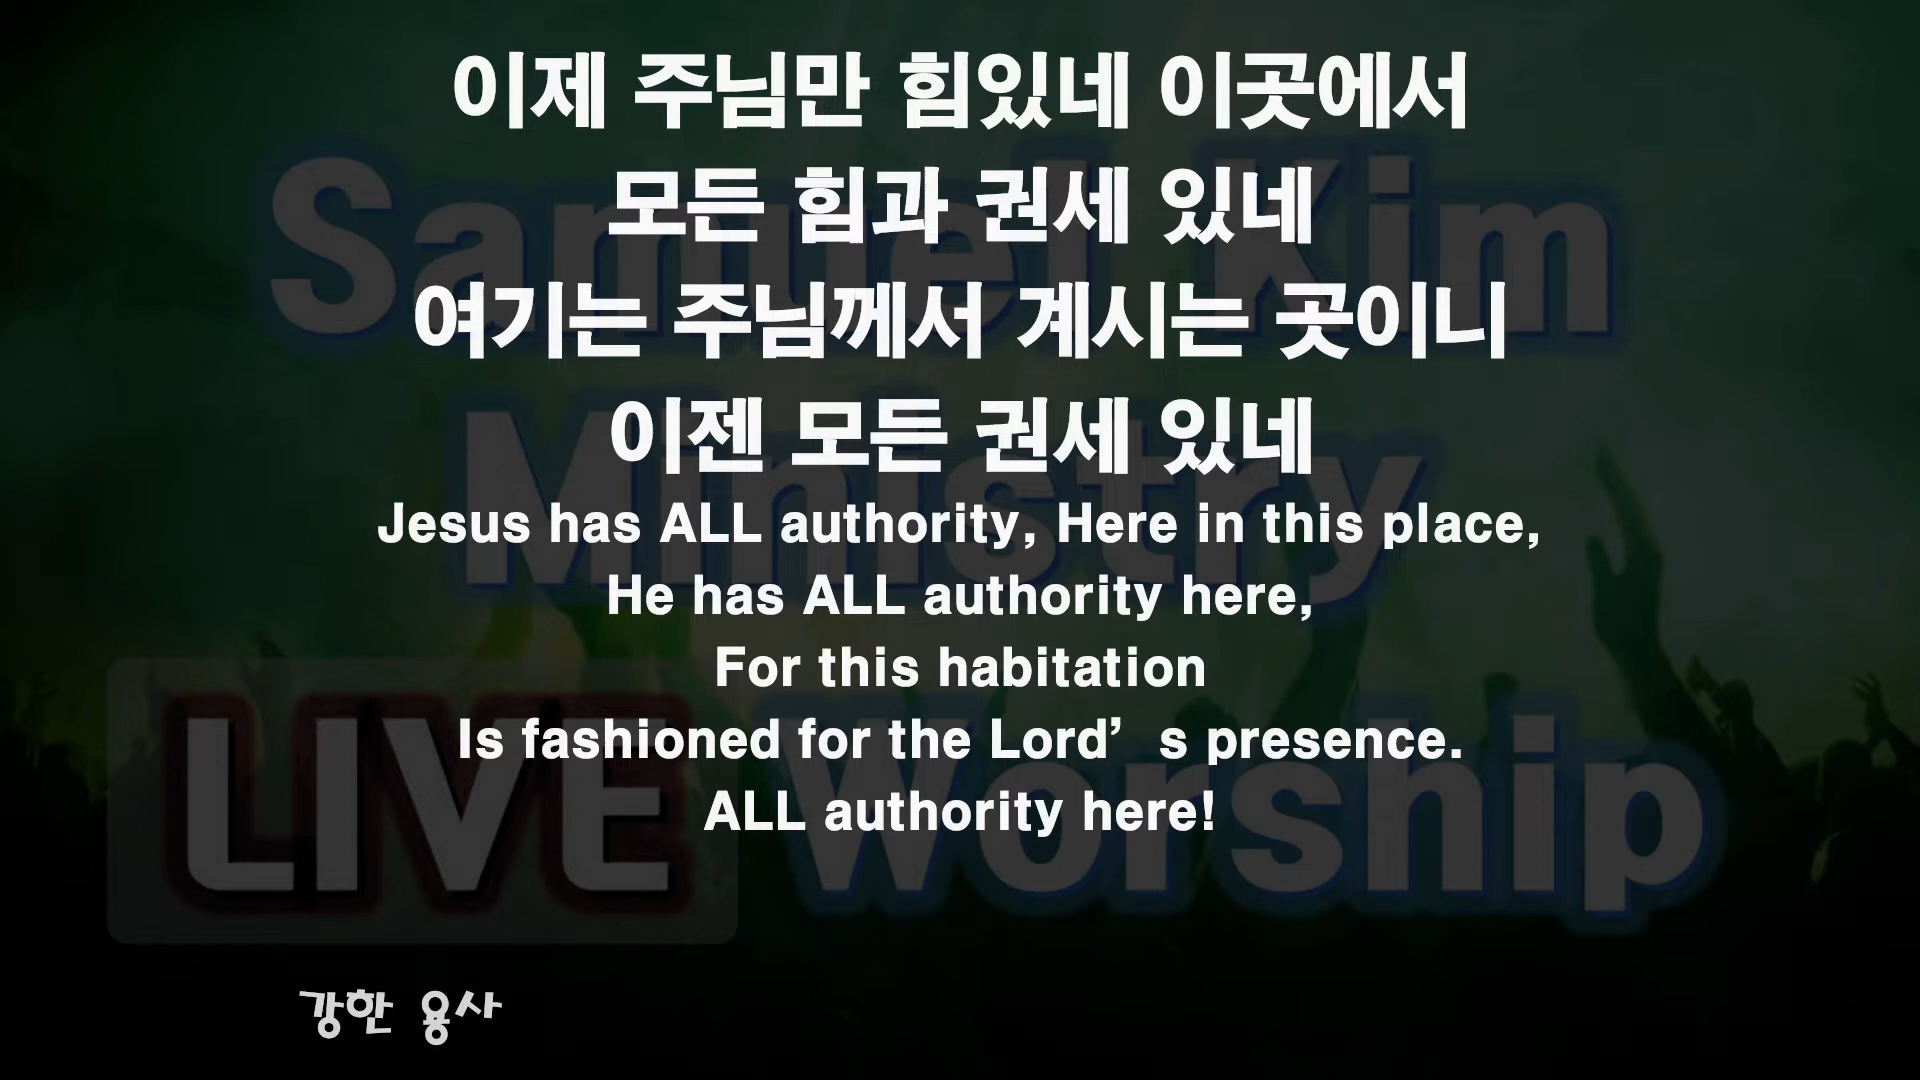 이제 주님만 힘있네 이곳에서
모든 힘과 권세 있네
여기는 주님께서 계시는 곳이니
이젠 모든 권세 있네
Jesus has ALL authority, Here in this place,
He has ALL authority here,
For this habitation
Is fashioned for the Lord’s presence.
ALL authority here!
Samuel Kim
Ministry
LIVE Worship
강한 용사